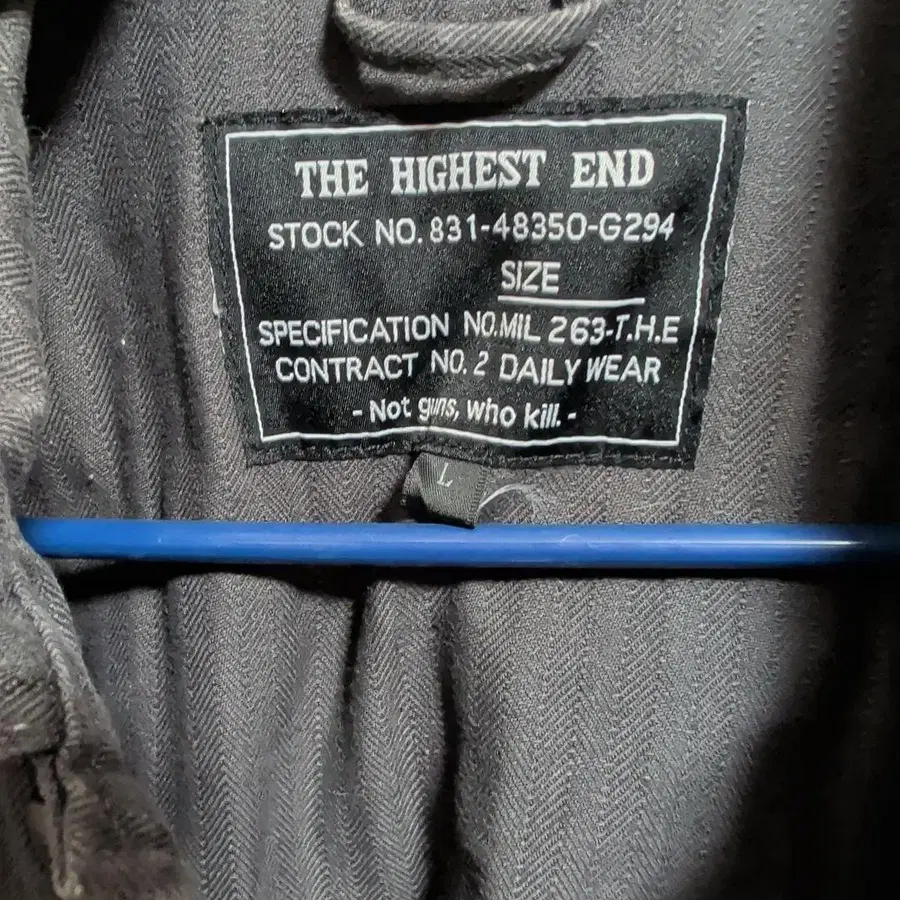 THE HIGHEST END
STOCK NO. 831-48350-G294
SIZE
SPECIFICATION NO.MIL 263-T.H.E
CONTRACT NO. 2 DAILY WEAR
- Not guns, who kill. -
L